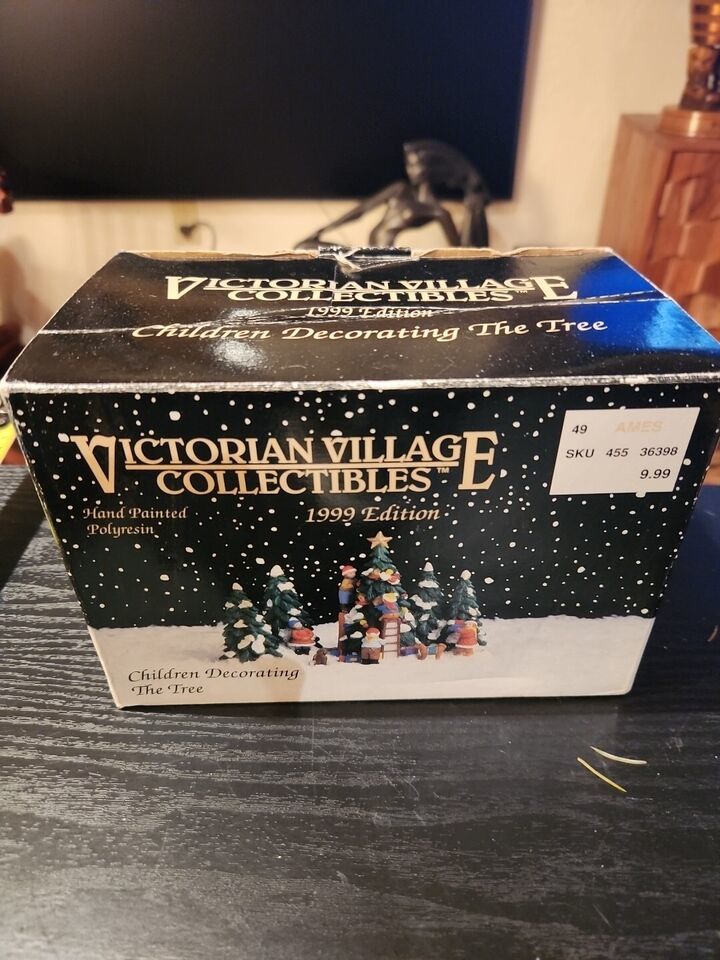 VICTORIAN VILLAGE
COLLECTIBLES™
1999 Edition
Children Decorating The Tree
VICTORIAN VILLAGE
COLLECTIBLES™
Hand Painted
Polyresin
1999 Edition
49 AMES
SKU 455 36398
9.99
Children Decorating
The Tree